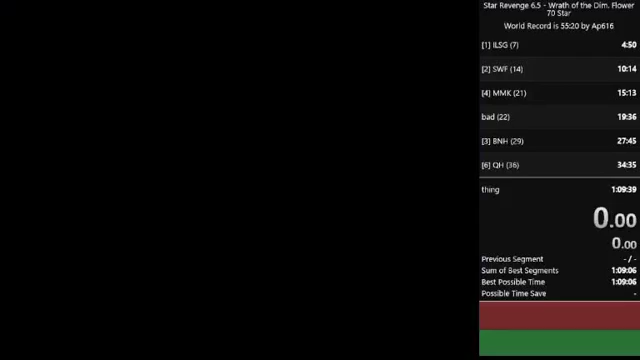 Star Revenge 6.5 - Wrath of the Dim. Flower
70 Star
World Record is 55:20 by Ap616
[1] ILSG (7) 4:50
[2] SWF (14) 10:14
[4] MMK (21) 15:13
bad (22) 19:36
[3] BNH (29) 27:45
[6] QH (36) 34:35
thing 1:09:39
0.00
0.00
Previous Segment - / -
Sum of Best Segments 1:09:06
Best Possible Time 1:09:06
Possible Time Save -